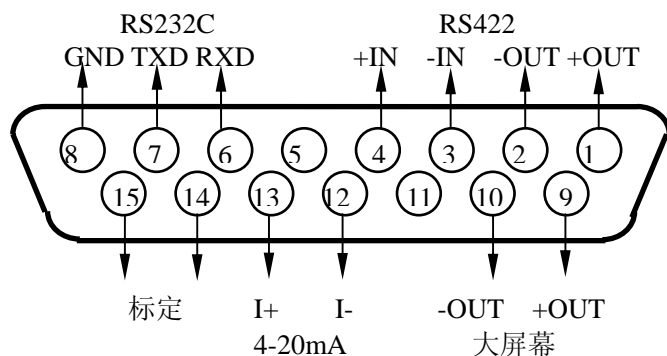 RS232C RS422
GND TXD RXD +IN -IN -OUT +OUT
8 7 6 5 4 3 2 1
15 14 13 12 11 10 9
标定 I+ I- -OUT +OUT
4-20mA 大屏幕